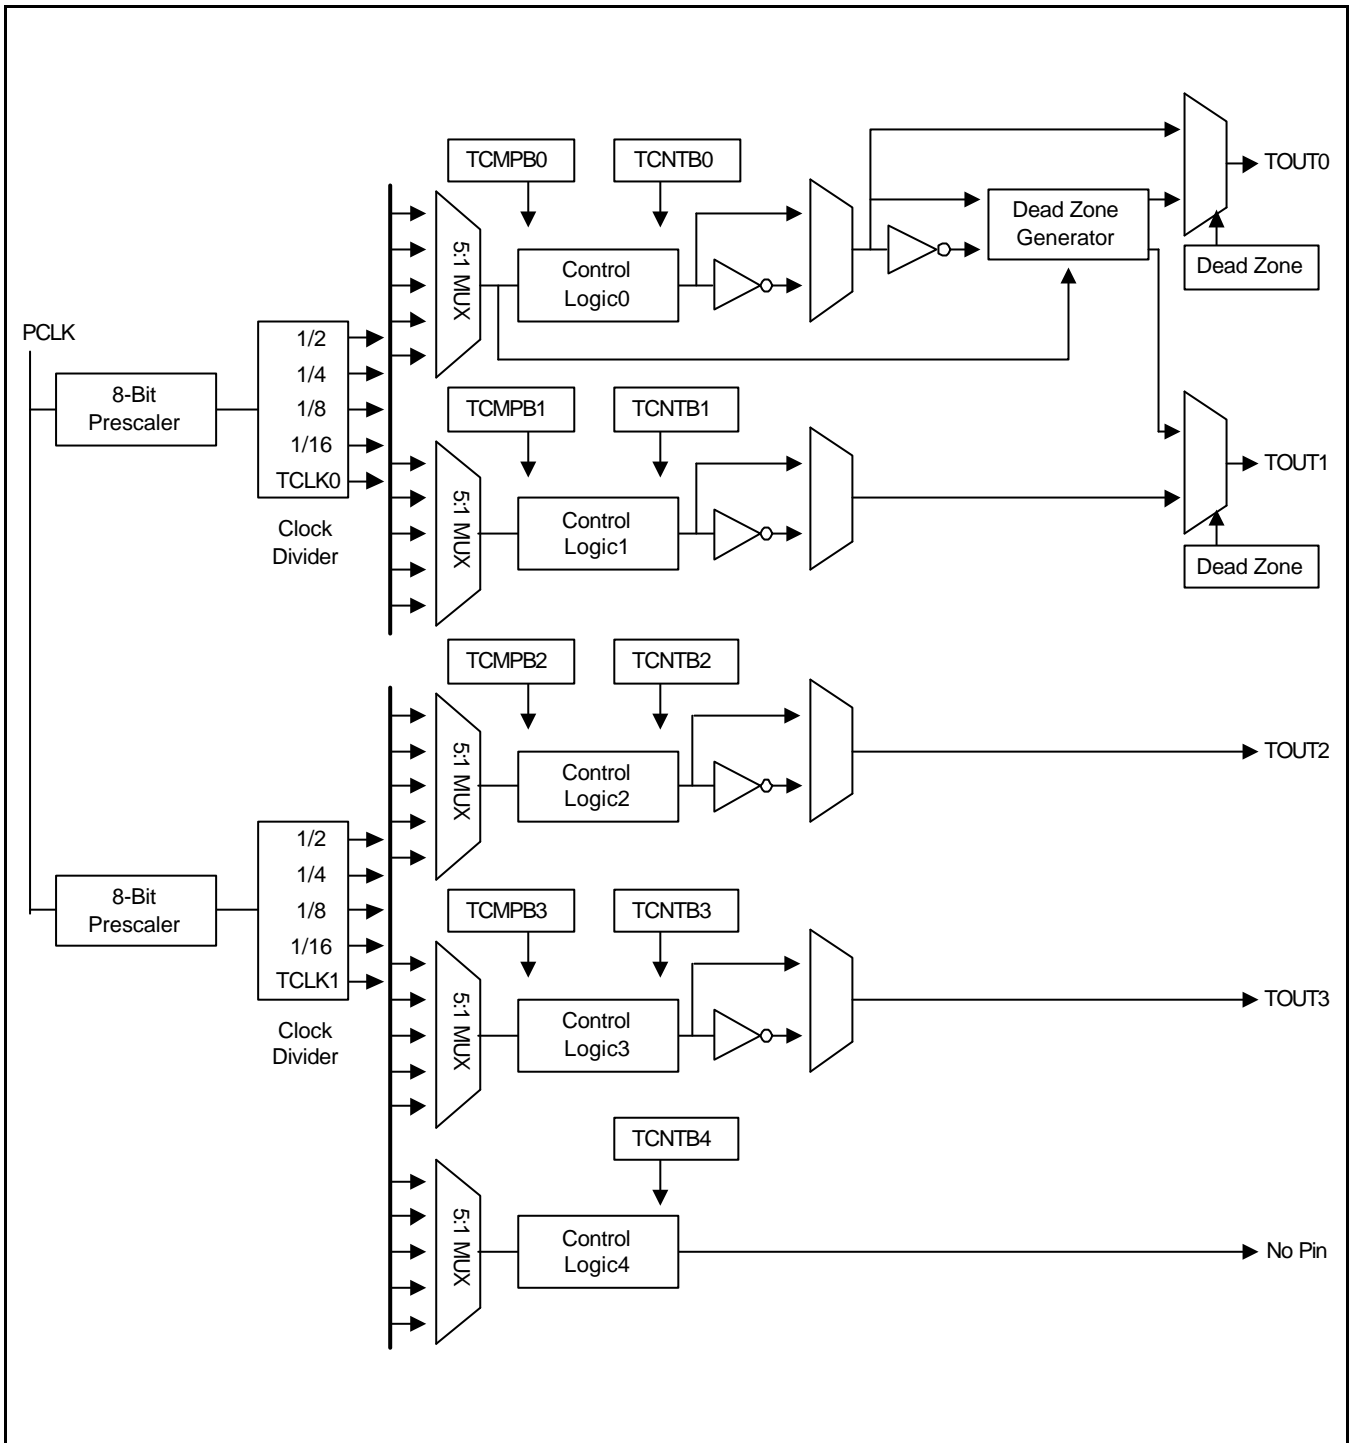 TCMPB0
TCNTB0
TOUT0
Dead Zone
Generator
5:1 MUX
Control
Logic0
Dead Zone
PCLK
1/2
1/4
1/8
1/16
TCLK0
8-Bit
Prescaler
Clock
Divider
TCMPB1
TCNTB1
5:1 MUX
Control
Logic1
TOUT1
Dead Zone
TCMPB2
TCNTB2
5:1 MUX
Control
Logic2
TOUT2
1/2
1/4
1/8
1/16
TCLK1
8-Bit
Prescaler
Clock
Divider
TCMPB3
TCNTB3
5:1 MUX
Control
Logic3
TOUT3
TCNTB4
5:1 MUX
Control
Logic4
No Pin